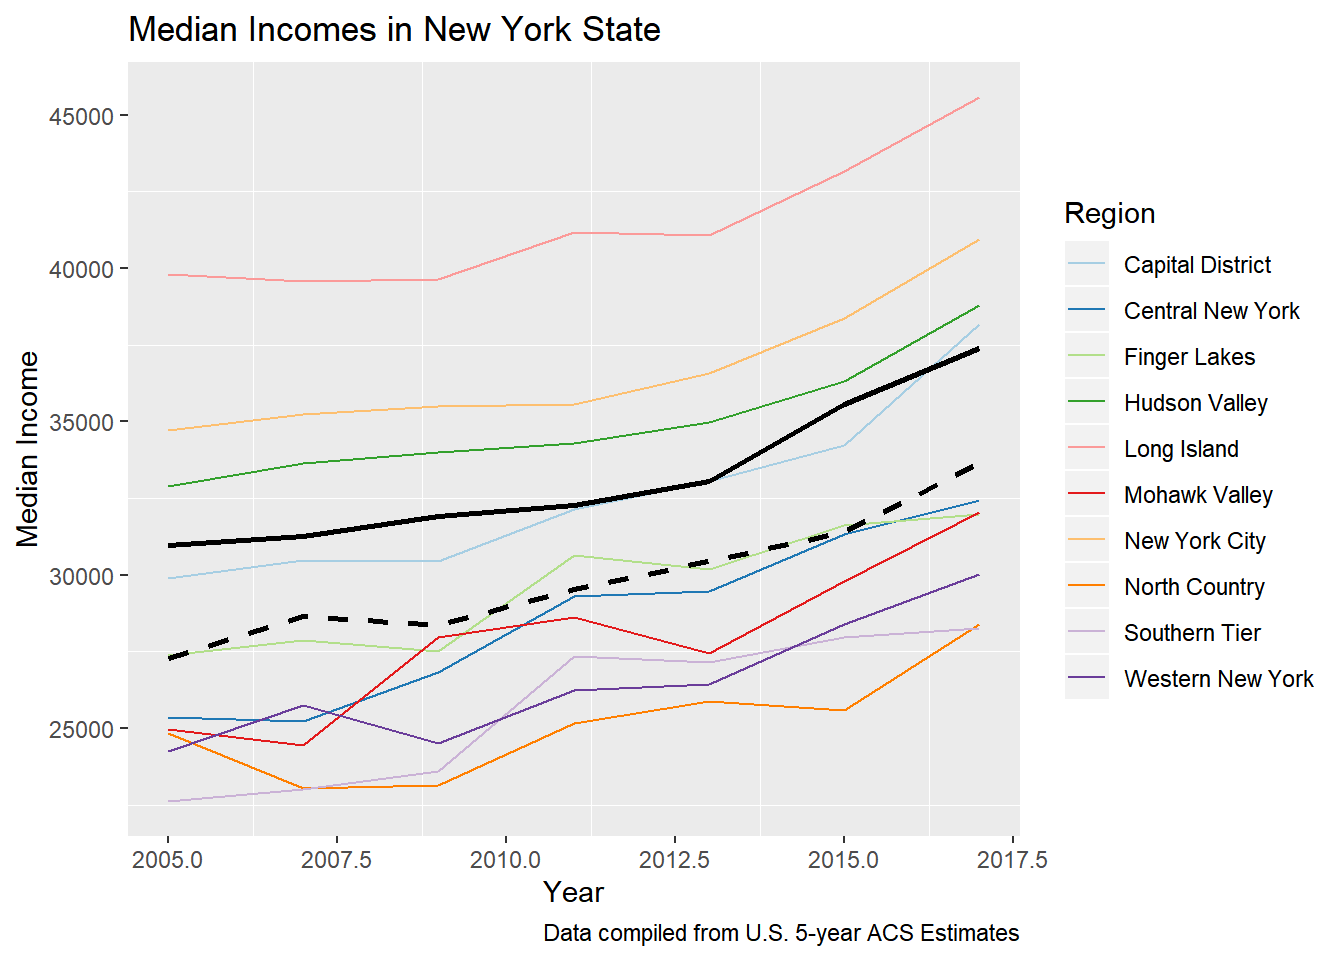 Median Incomes in New York State
45000
40000
35000
30000
25000
Median Income
2005.0 2007.5 2010.0 2012.5 2015.0 2017.5
Year
Data compiled from U.S. 5-year ACS Estimates
Region
Capital District
Central New York
Finger Lakes
Hudson Valley
Long Island
Mohawk Valley
New York City
North Country
Southern Tier
Western New York